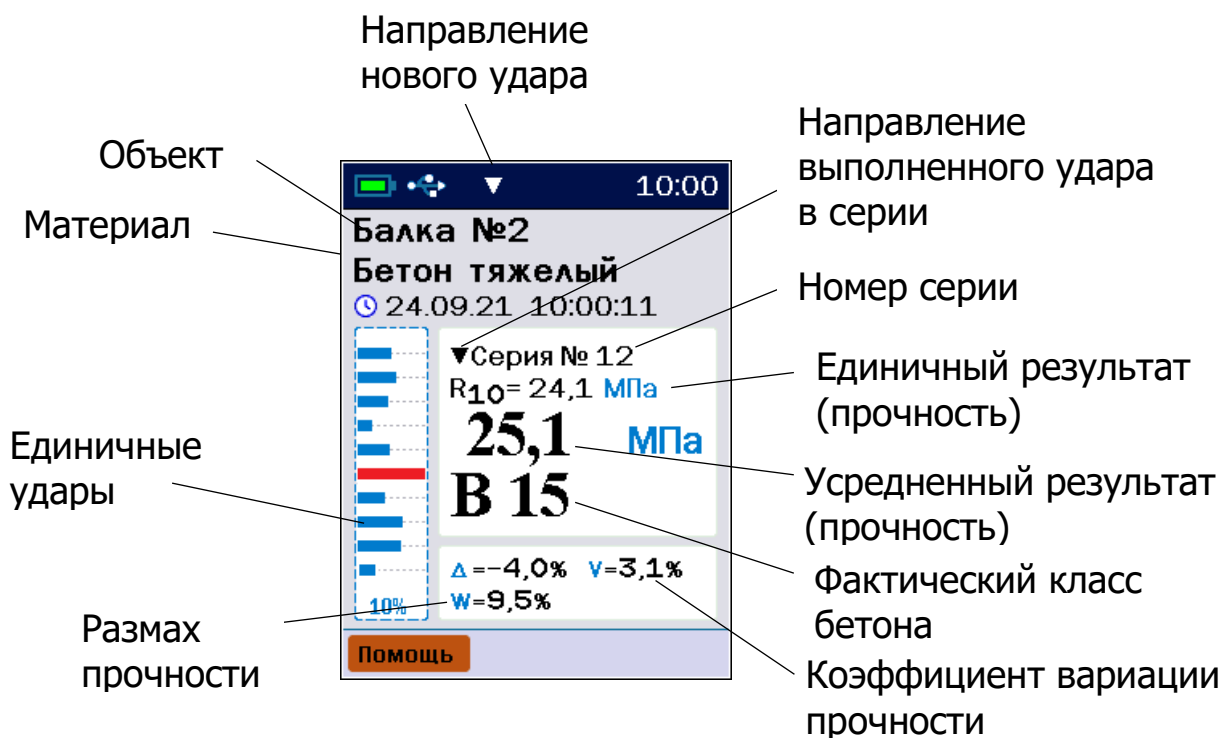 Направление
нового удара
Объект
Материал
Направление
выполненного удара
в серии
10:00
Балка №2
Бетон тяжелый
24.09.21 10:00:11
Номер серии
▼Серия № 12
R10= 24,1 МПа
Единичный результат
(прочность)
25,1 МПа
Усредненный результат
(прочность)
Единичные
удары
В 15
Фактический класс
бетона
Δ=-4,0% V=3,1%
W=9,5%
10%
Размах
прочности
Помощь
Коэффициент вариации
прочности